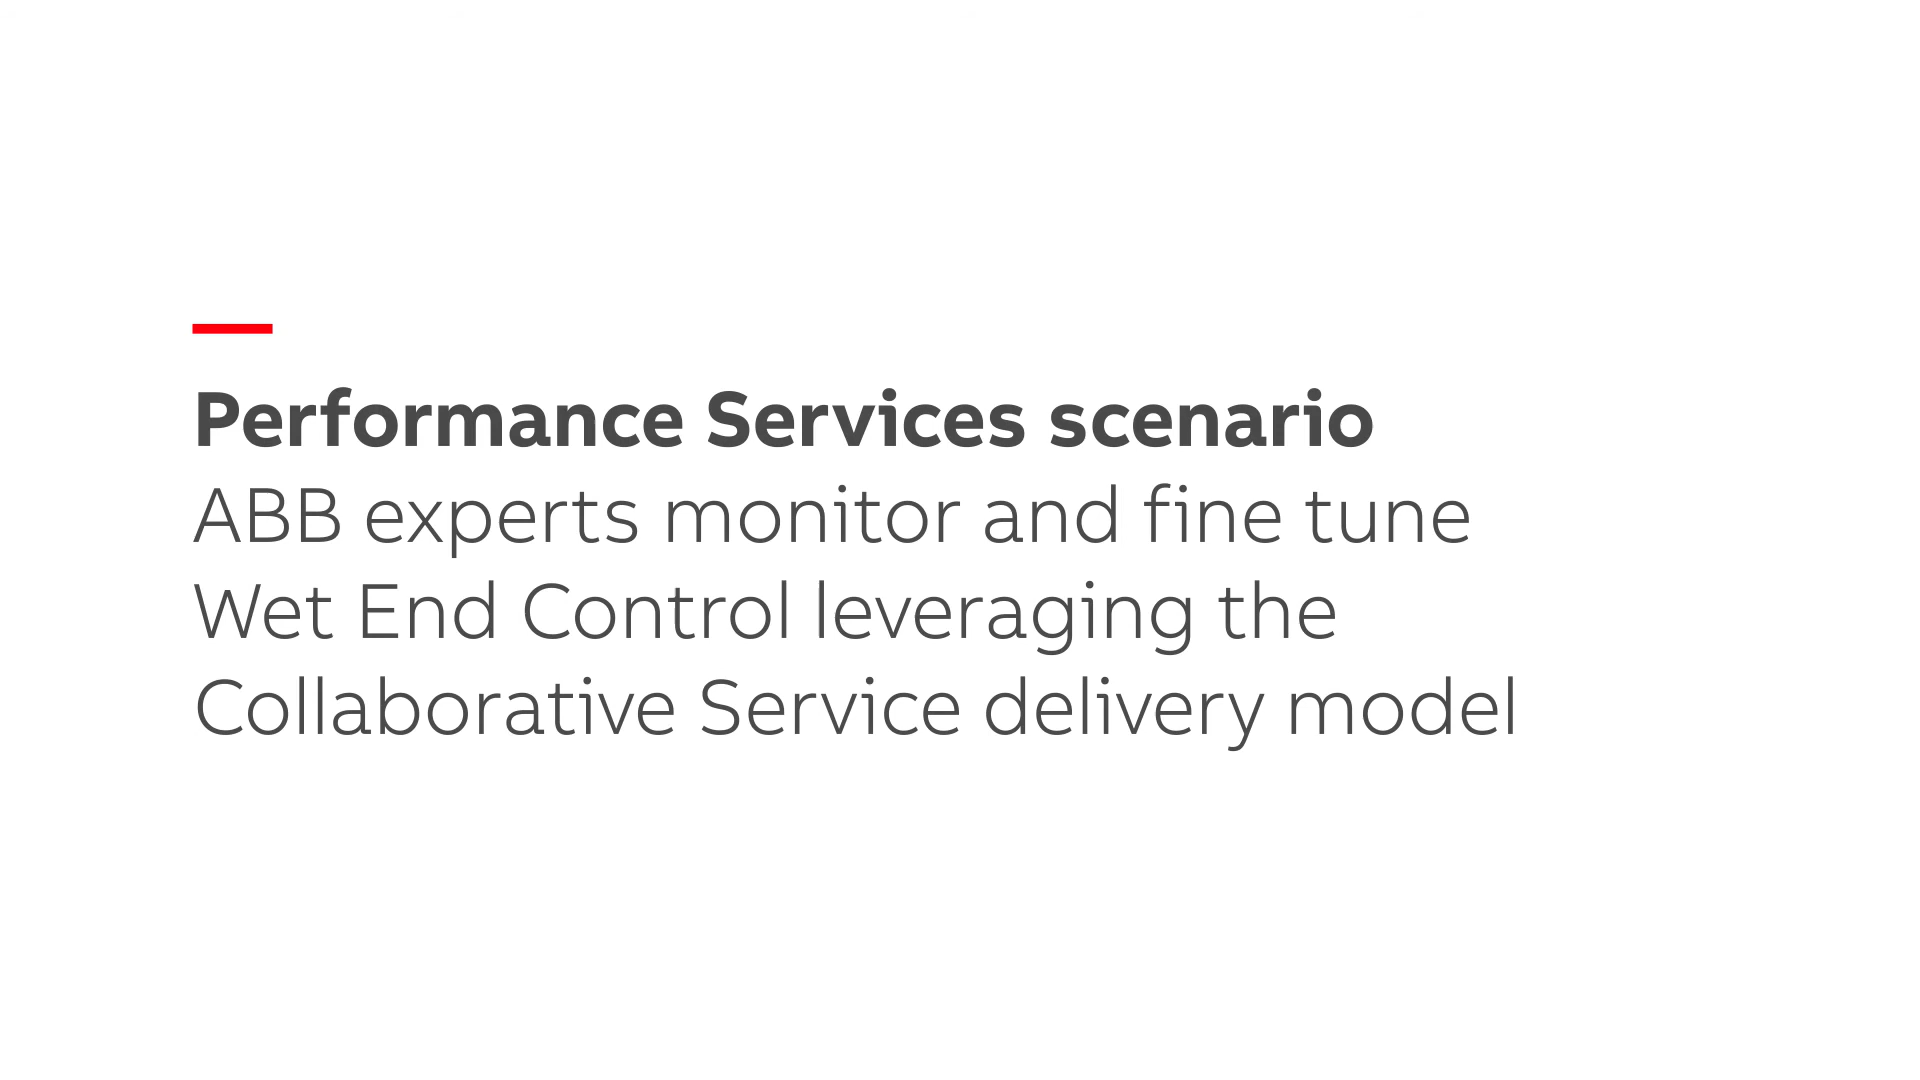 Performance Services scenario
ABB experts monitor and fine tune
Wet End Control leveraging the
Collaborative Service delivery model